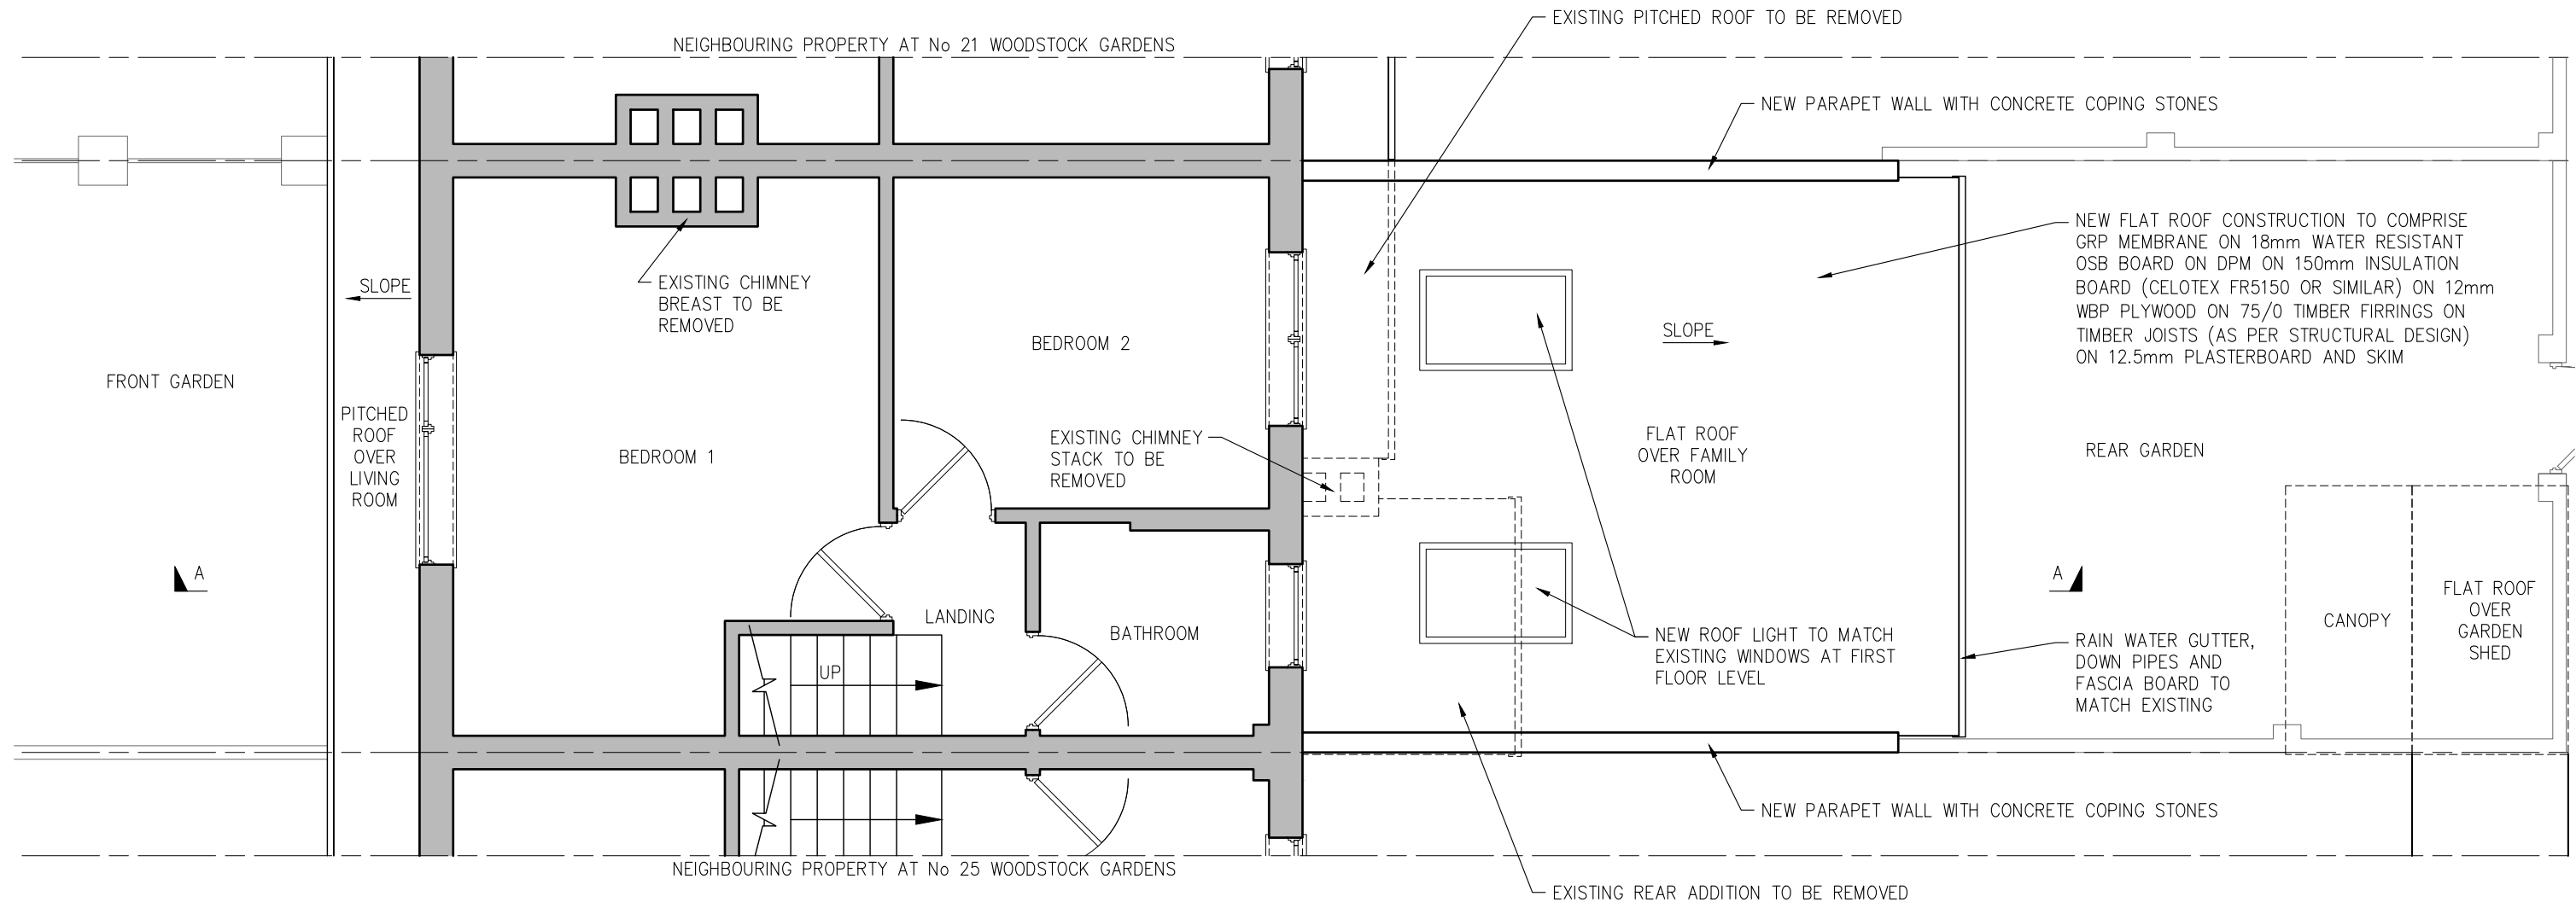 EXISTING PITCHED ROOF TO BE REMOVED
NEIGHBOURING PROPERTY AT No 21 WOODSTOCK GARDENS
NEW PARAPET WALL WITH CONCRETE COPING STONES
NEW FLAT ROOF CONSTRUCTION TO COMPRISE
GRP MEMBRANE ON 18mm WATER RESISTANT
OSB BOARD ON DPM ON 150mm INSULATION
BOARD (CELOTEX FR5150 OR SIMILAR) ON 12mm
WBP PLYWOOD ON 75/0 TIMBER FIRRINGS ON
TIMBER JOISTS (AS PER STRUCTURAL DESIGN)
ON 12.5mm PLASTERBOARD AND SKIM
SLOPE
EXISTING CHIMNEY
BREAST TO BE
REMOVED
BEDROOM 2
SLOPE
FRONT GARDEN
PITCHED
ROOF
OVER
LIVING
ROOM
BEDROOM 1
EXISTING CHIMNEY
STACK TO BE
REMOVED
FLAT ROOF
OVER FAMILY
ROOM
REAR GARDEN
A
LANDING
BATHROOM
UP
NEW ROOF LIGHT TO MATCH
EXISTING WINDOWS AT FIRST
FLOOR LEVEL
A
RAIN WATER GUTTER,
DOWN PIPES AND
FASCIA BOARD TO
MATCH EXISTING
CANOPY
FLAT ROOF
OVER
GARDEN
SHED
NEW PARAPET WALL WITH CONCRETE COPING STONES
NEIGHBOURING PROPERTY AT No 25 WOODSTOCK GARDENS
EXISTING REAR ADDITION TO BE REMOVED